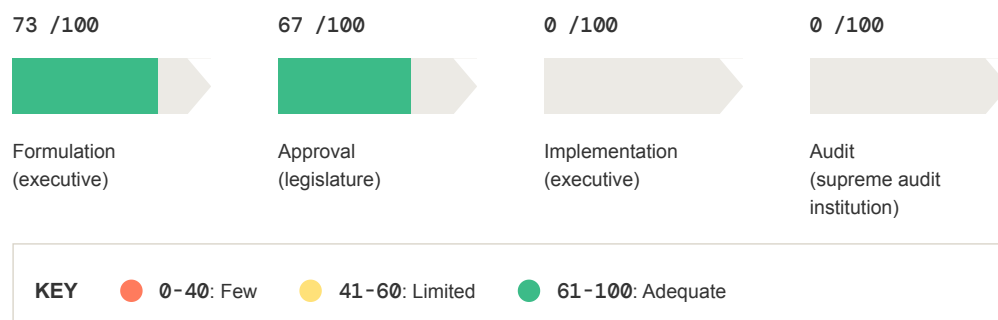 73 /100
67 /100
0 /100
0 /100
Formulation
(executive)
Approval
(legislature)
Implementation
(executive)
Audit
(supreme audit
institution)
KEY
0-40: Few
41-60: Limited
61-100: Adequate